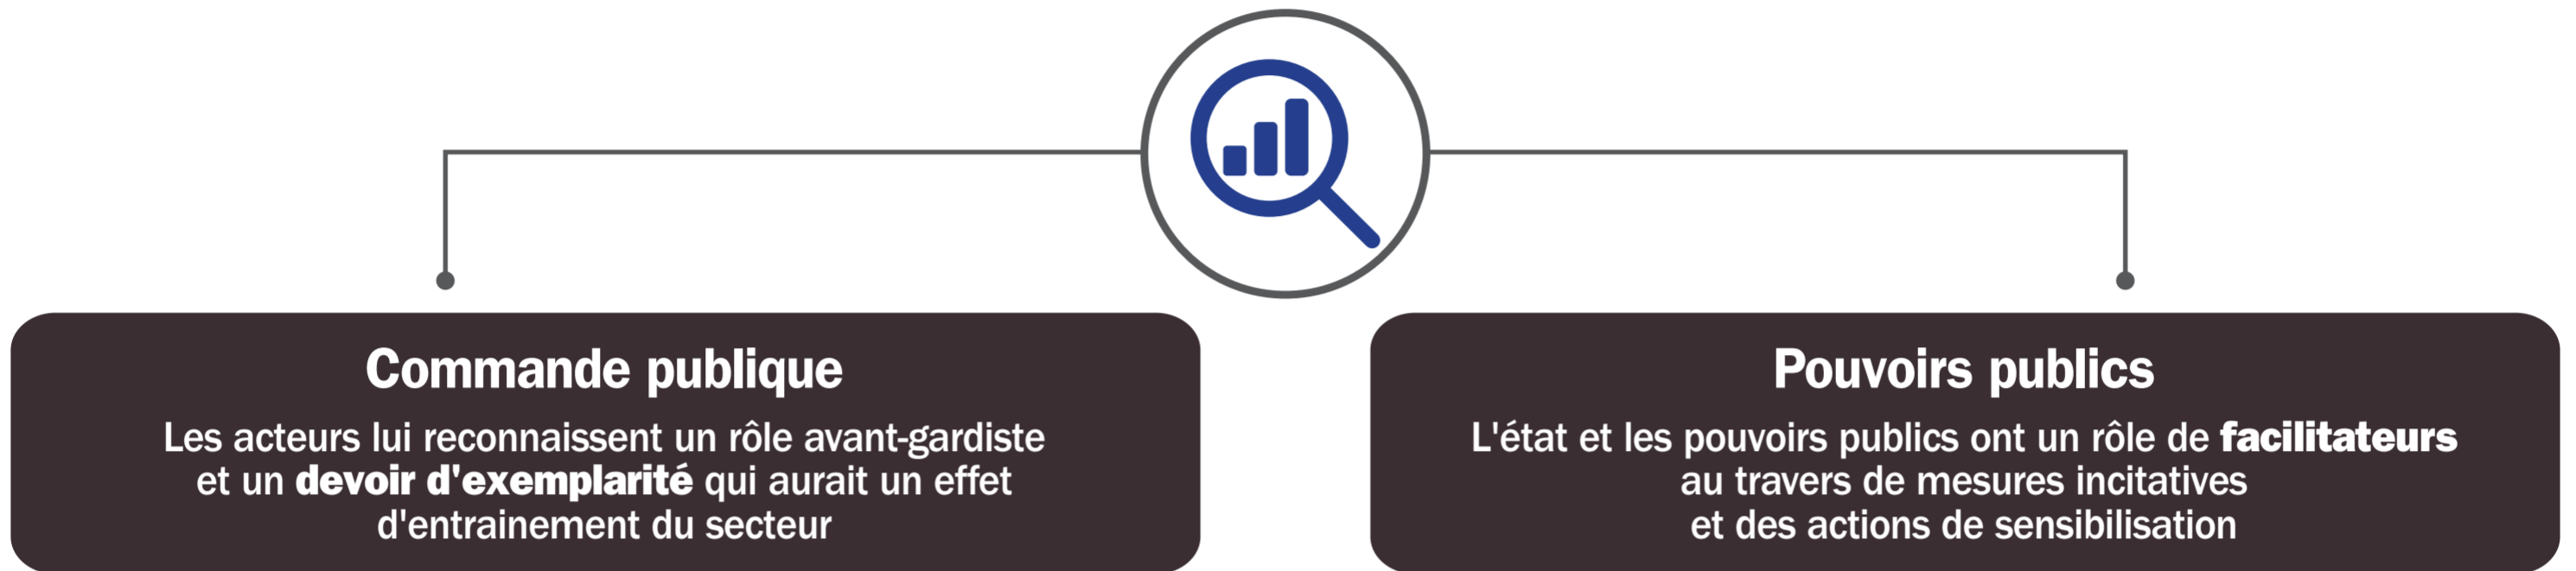 Commande publique
Les acteurs lui reconnaissent un rôle avant-gardiste
et un devoir d'exemplarité qui aurait un effet
d'entrainement du secteur
Pouvoirs publics
L'état et les pouvoirs publics ont un rôle de facilitateurs
au travers de mesures incitatives
et des actions de sensibilisation